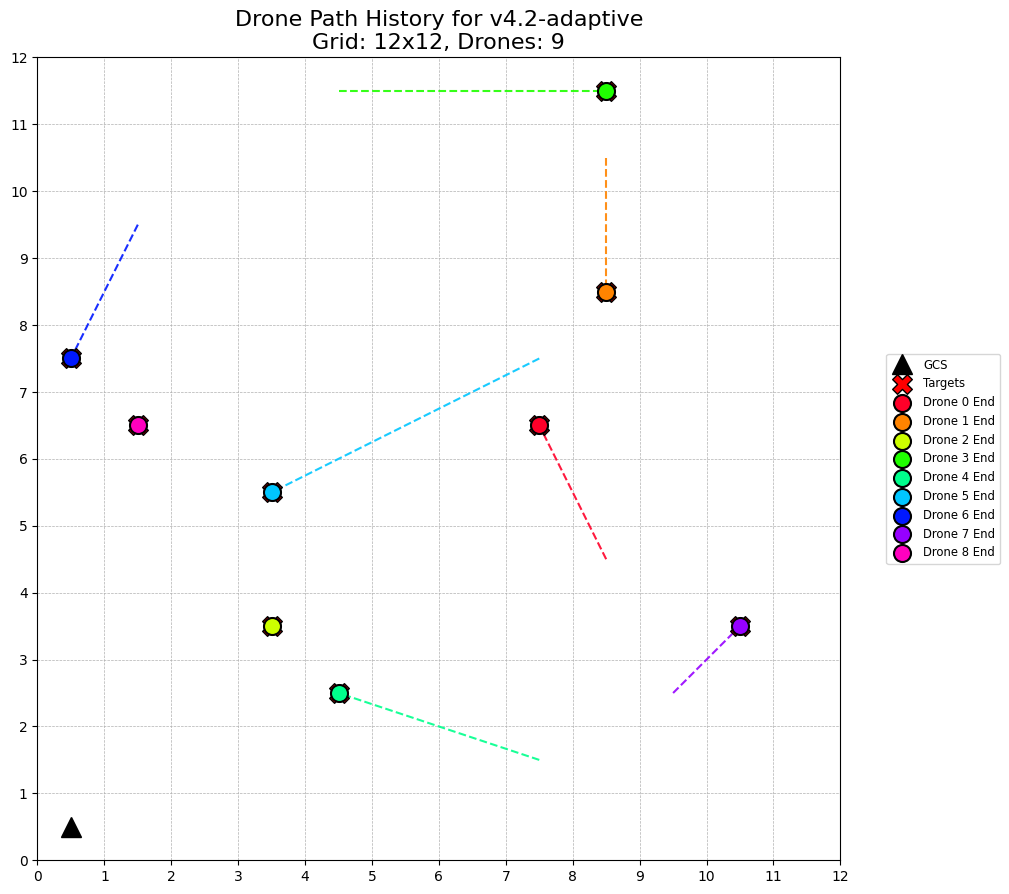 Drone Path History for v4.2-adaptive
Grid: 12x12, Drones: 9
12
11
10
9
8
7
6
5
4
3
2
1
0
0 1 2 3 4 5 6 7 8 9 10 11 12
GCS
Targets
Drone 0 End
Drone 1 End
Drone 2 End
Drone 3 End
Drone 4 End
Drone 5 End
Drone 6 End
Drone 7 End
Drone 8 End